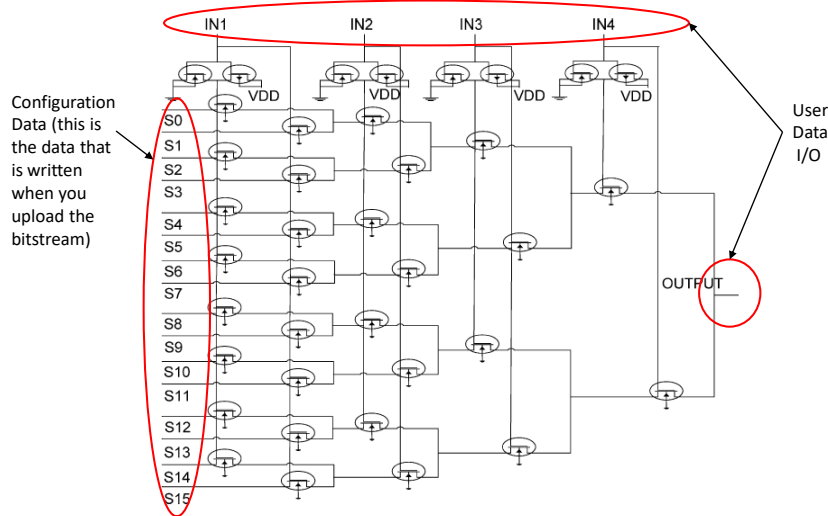 IN1
IN2
IN3
IN4
VDD
VDD
VDD
VDD
Configuration
Data (this is
the data that
is written
when you
upload the
bitstream)
S0
S1
S2
S3
S4
S5
S6
S7
S8
S9
S10
S11
S12
S13
S14
S15
User
Data
I/O
OUTPUT